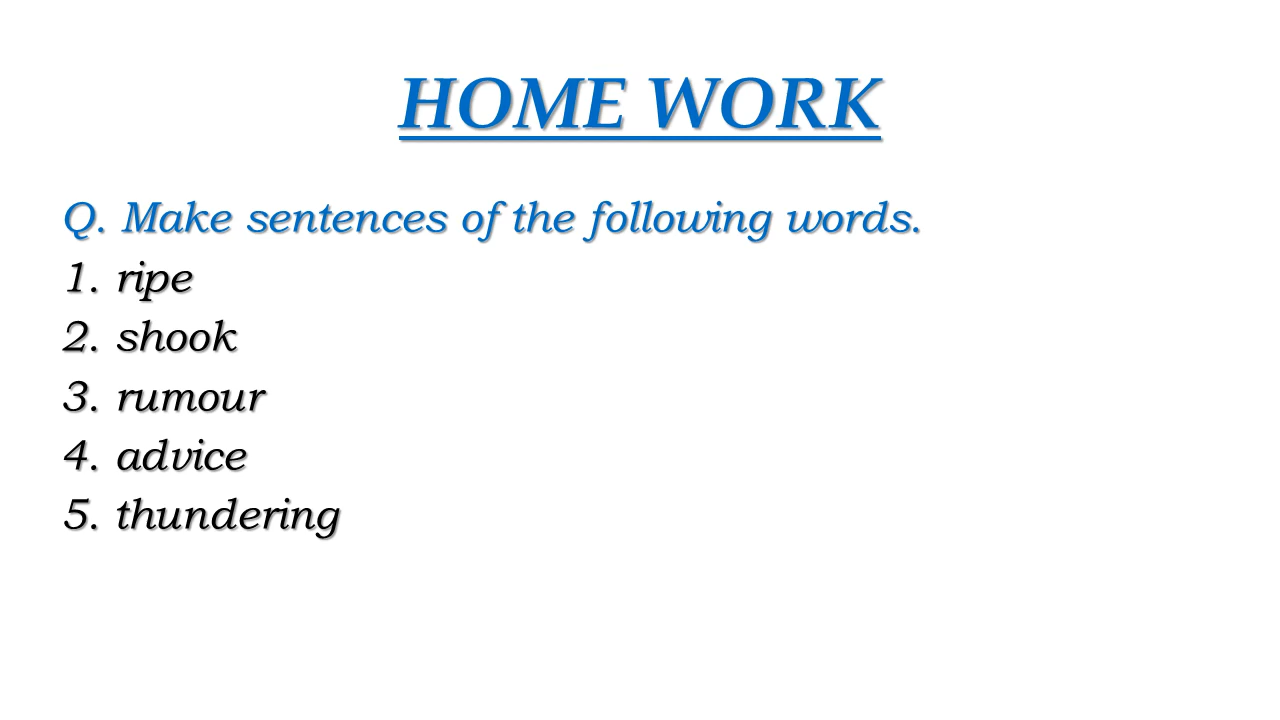 HOME WORK
Q. Make sentences of the following words.
1. ripe
2. shook
3. rumour
4. advice
5. thundering